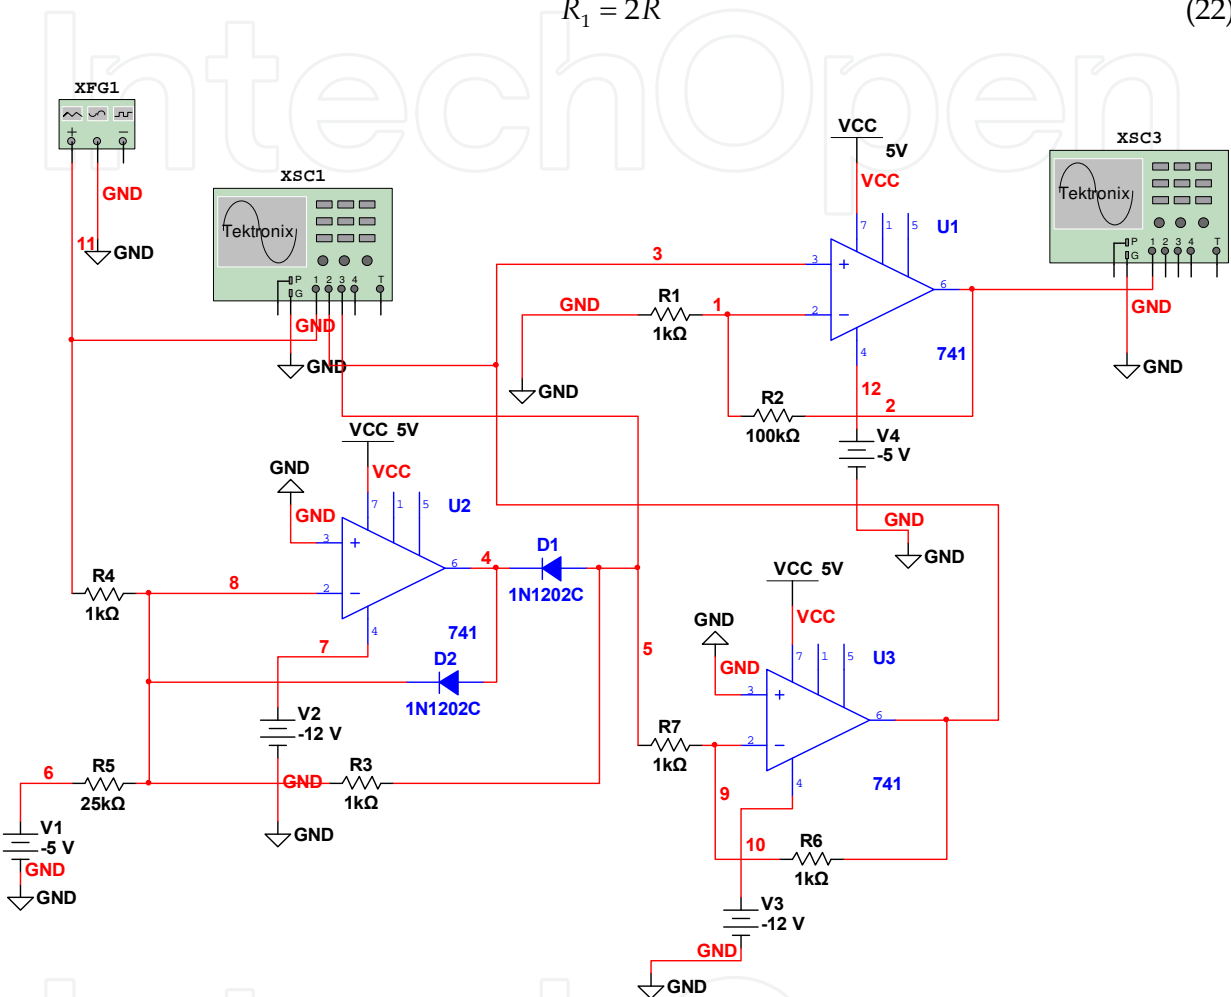 R1 = 2R (22)
IntechOpen
XFG1
+ −
GND
11
GND
XSC1
Tektronix
P
G
1 2 3 4 T
GND
GND
VCC
5V
VCC
XSC3
Tektronix
P
G
1 2 3 4 T
GND
GND
3
7 1 5 U1
3 +
2 −
6
4
741
GND
R1
1kΩ
1
GND
12
R2
100kΩ
2
V4
-5 V
GND
GND
VCC 5V
VCC
GND
GND
7 1 5 U2
3 +
2 −
6
4
741
4
D1
1N1202C
R4
1kΩ
8
7
D2
1N1202C
5
V2
-12 V
GND
GND
6
R5
25kΩ
R3
1kΩ
V1
-5 V
GND
GND
VCC 5V
VCC
GND
GND
7 1 5 U3
3 +
2 −
6
4
741
R7
1kΩ
9
10
R6
1kΩ
V3
-12 V
GND
GND